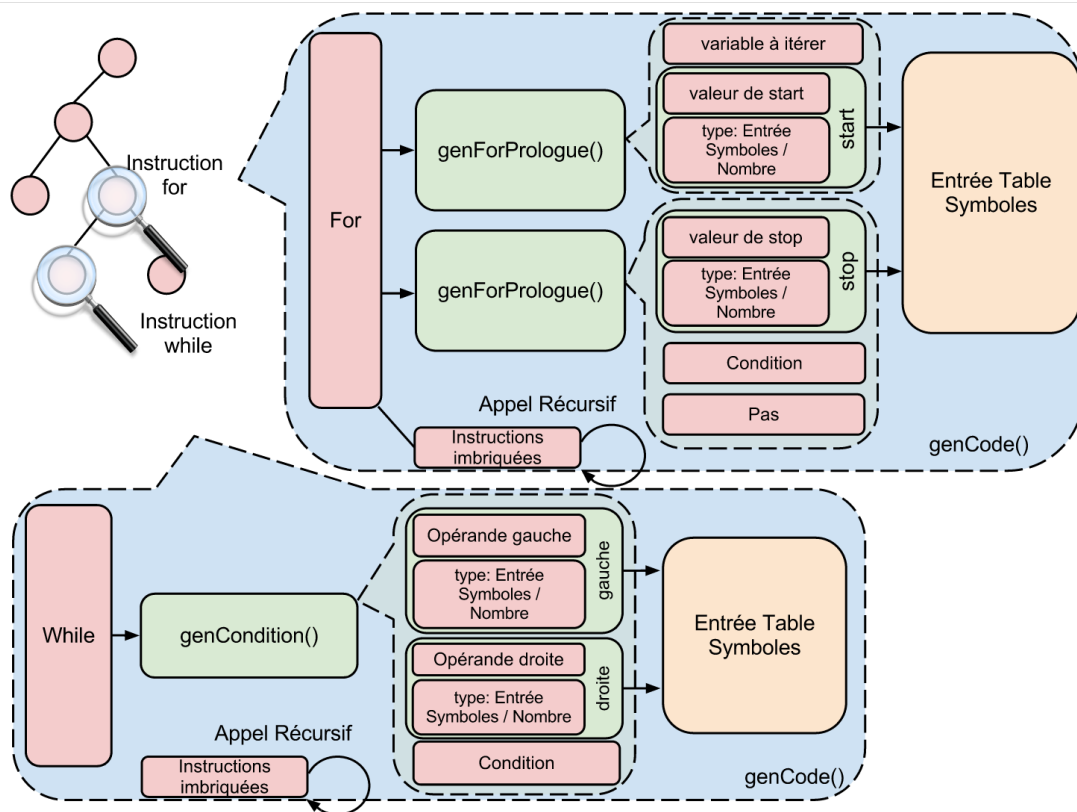 Instruction
for
Instruction
while
For
genForPrologue()
variable à itérer
valeur de start
type: Entrée
Symboles /
Nombre
start
Entrée Table
Symboles
genForPrologue()
valeur de stop
type: Entrée
Symboles /
Nombre
stop
Condition
Pas
Appel Récursif
Instructions
imbriquées
genCode()
While
genCondition()
Opérande gauche
type: Entrée
Symboles /
Nombre
gauche
Opérande droite
type: Entrée
Symboles / Nombre
droite
Condition
Entrée Table
Symboles
Appel Récursif
Instructions
imbriquées
genCode()